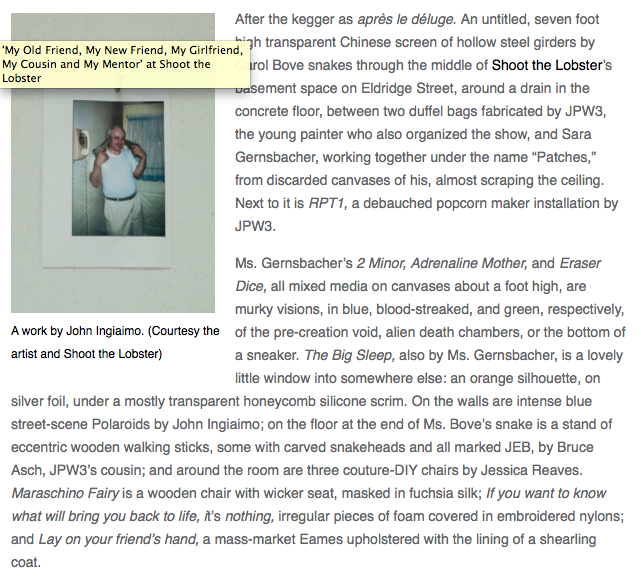 ‘My Old Friend, My New Friend, My Girlfriend,
My Cousin and My Mentor’ at Shoot the
Lobster
A work by John Ingiaimo. (Courtesy the
artist and Shoot the Lobster)
After the kegger as après le déluge. An untitled, seven foot
high transparent Chinese screen of hollow steel girders by
Carol Bove snakes through the middle of Shoot the Lobster’s
basement space on Eldridge Street, around a drain in the
concrete floor, between two duffel bags fabricated by JPW3,
the young painter who also organized the show, and Sara
Gernsbacher, working together under the name “Patches,”
from discarded canvases of his, almost scraping the ceiling.
Next to it is RPT1, a debauched popcorn maker installation by
JPW3.
Ms. Gernsbacher’s 2 Minor, Adrenaline Mother, and Eraser
Dice, all mixed media on canvases about a foot high, are
murky visions, in blue, blood-streaked, and green, respectively,
of the pre-creation void, alien death chambers, or the bottom of
a sneaker. The Big Sleep, also by Ms. Gernsbacher, is a lovely
little window into somewhere else: an orange silhouette, on
silver foil, under a mostly transparent honeycomb silicone scrim. On the walls are intense blue
street-scene Polaroids by John Ingiaimo; on the floor at the end of Ms. Bove’s snake is a stand of
eccentric wooden walking sticks, some with carved snakeheads and all marked JEB, by Bruce
Asch, JPW3’s cousin; and around the room are three couture-DIY chairs by Jessica Reaves.
Maraschino Fairy is a wooden chair with wicker seat, masked in fuchsia silk; If you want to know
what will bring you back to life, it’s nothing, irregular pieces of foam covered in embroidered nylons;
and Lay on your friend’s hand, a mass-market Eames upholstered with the lining of a shearling
coat.